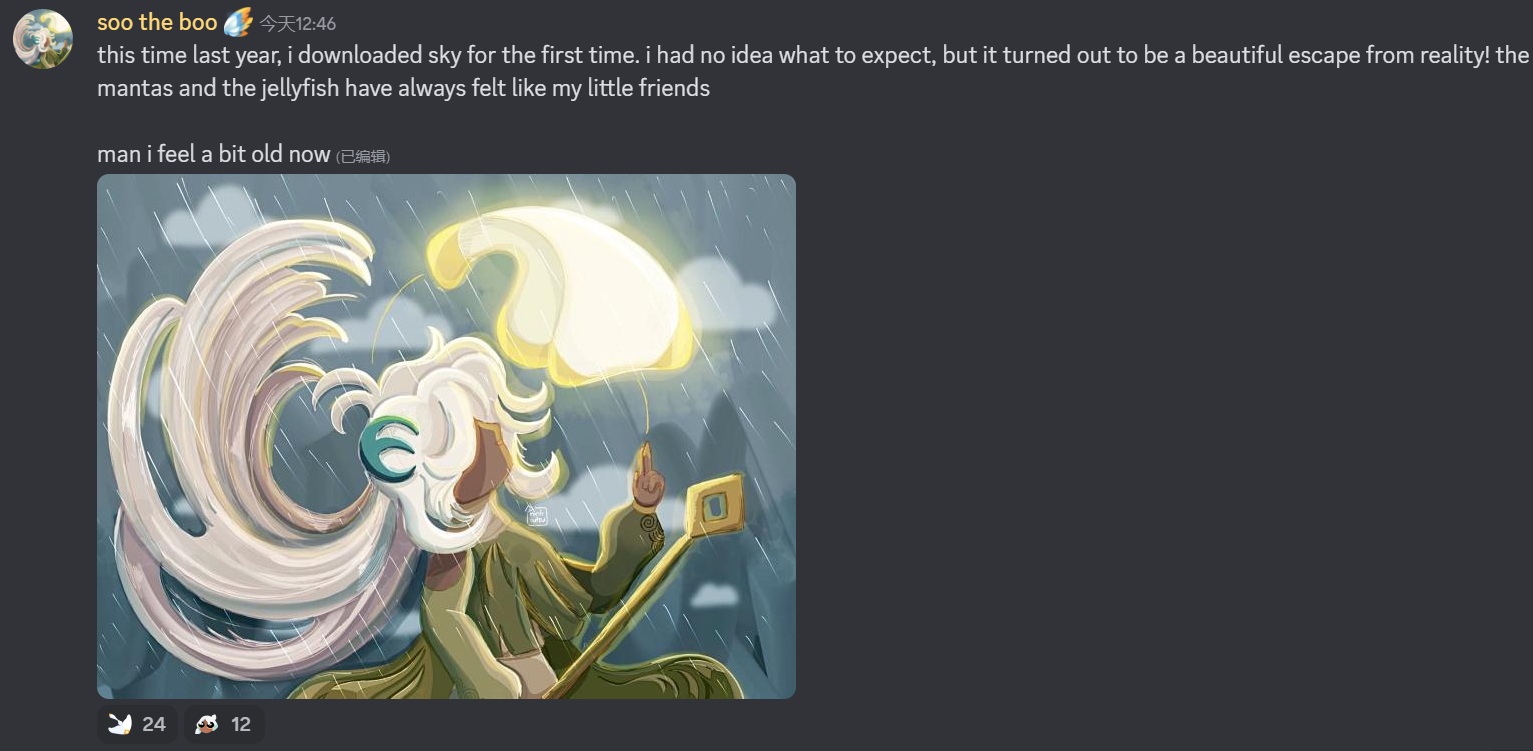 soo the boo 今天12:46
this time last year, i downloaded sky for the first time. i had no idea what to expect, but it turned out to be a beautiful escape from reality! the
mantas and the jellyfish have always felt like my little friends
man i feel a bit old now (已编辑)
24 12